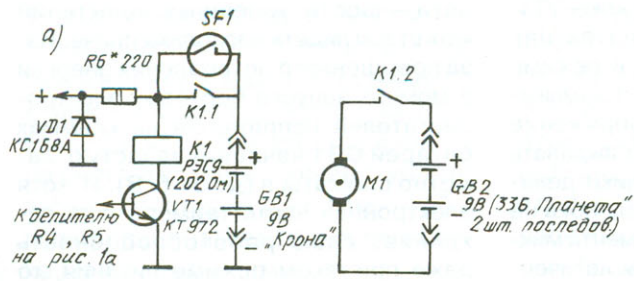 SF1
а)
R6* 220
K1.1
K1.2
+
VD1
КС168А
K1
РЭС9
(202 Ом)
+
GB1
9В
− „Крона"
VT1
КТ972
К делителю
R4 R5
на рис. 1а
M1
+
GB2
− 9В (336 „Планета"
2 шт. последов.)